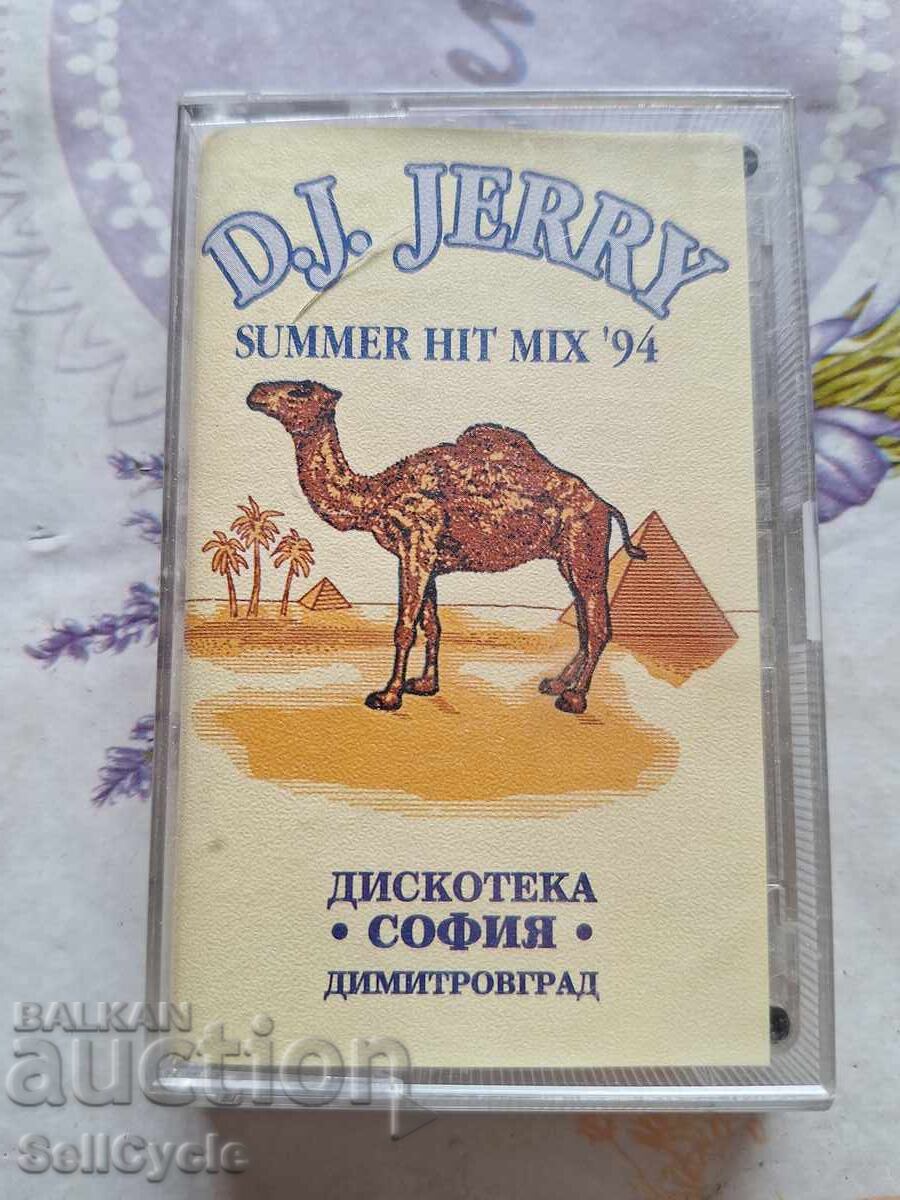 D.J. JERRY
SUMMER HIT MIX '94
ДИСКОТЕКА
• СОФИЯ •
ДИМИТРОВГРАД
BALKAN
auction
SellCycle